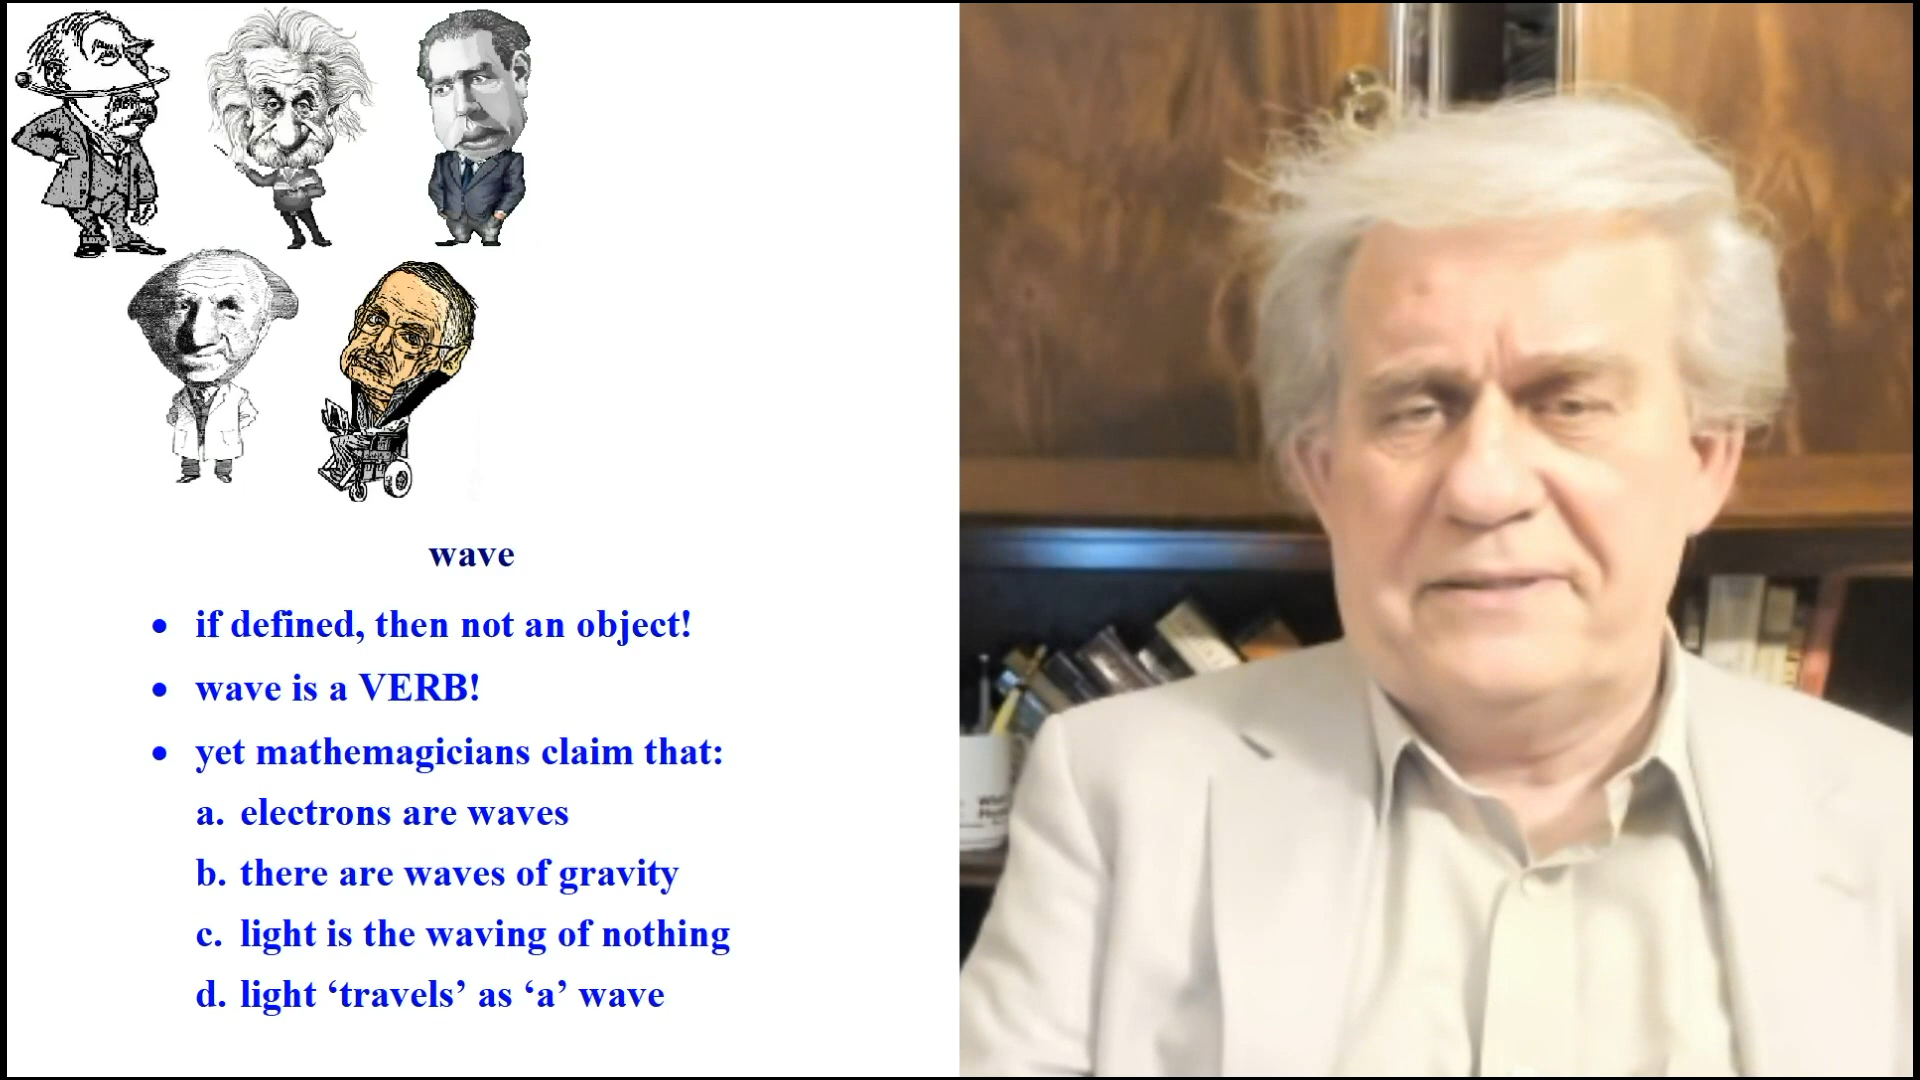 wave
• if defined, then not an object!
• wave is a VERB!
• yet mathemagicians claim that:
a. electrons are waves
b. there are waves of gravity
c. light is the waving of nothing
d. light ‘travels’ as ‘a’ wave